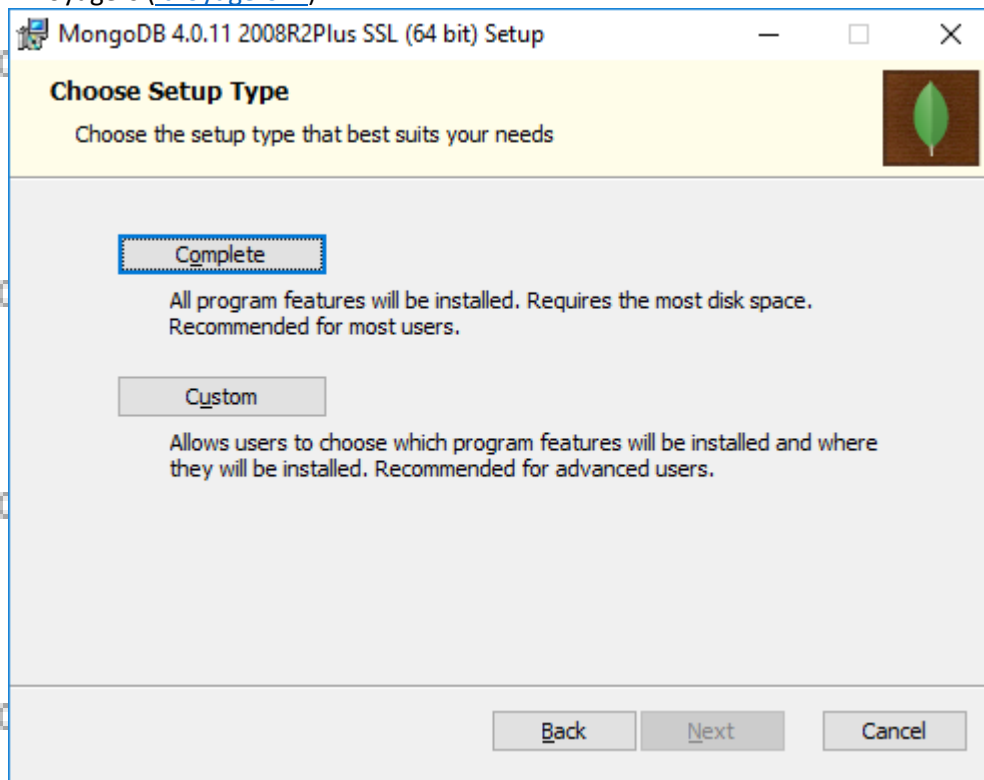 MongoDB 4.0.11 2008R2Plus SSL (64 bit) Setup
Choose Setup Type
Choose the setup type that best suits your needs
Complete
All program features will be installed. Requires the most disk space.
Recommended for most users.
Custom
Allows users to choose which program features will be installed and where
they will be installed. Recommended for advanced users.
Back Next Cancel